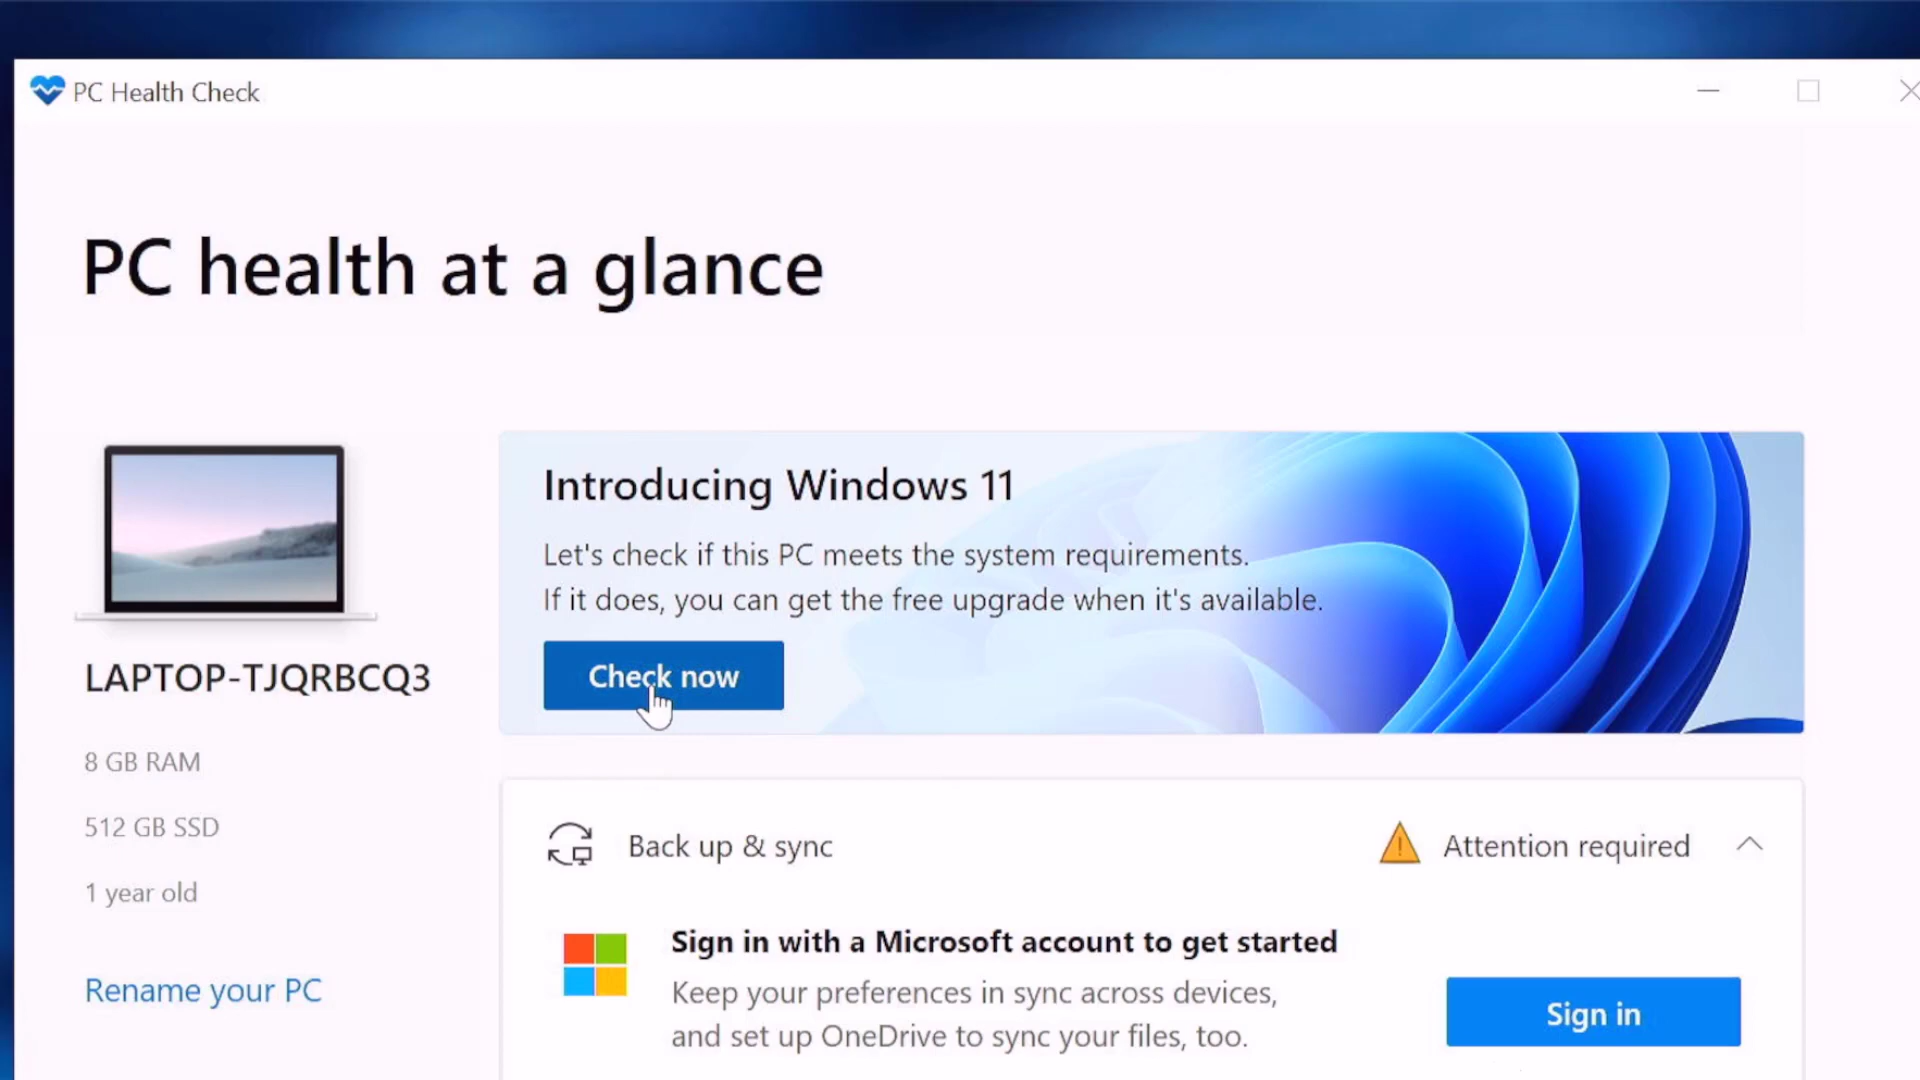 PC Health Check
PC health at a glance
LAPTOP-TJQRBCQ3
8 GB RAM
512 GB SSD
1 year old
Rename your PC
Introducing Windows 11
Let's check if this PC meets the system requirements.
If it does, you can get the free upgrade when it's available.
Check now
Back up & sync
Attention required
Sign in with a Microsoft account to get started
Keep your preferences in sync across devices,
and set up OneDrive to sync your files, too.
Sign in